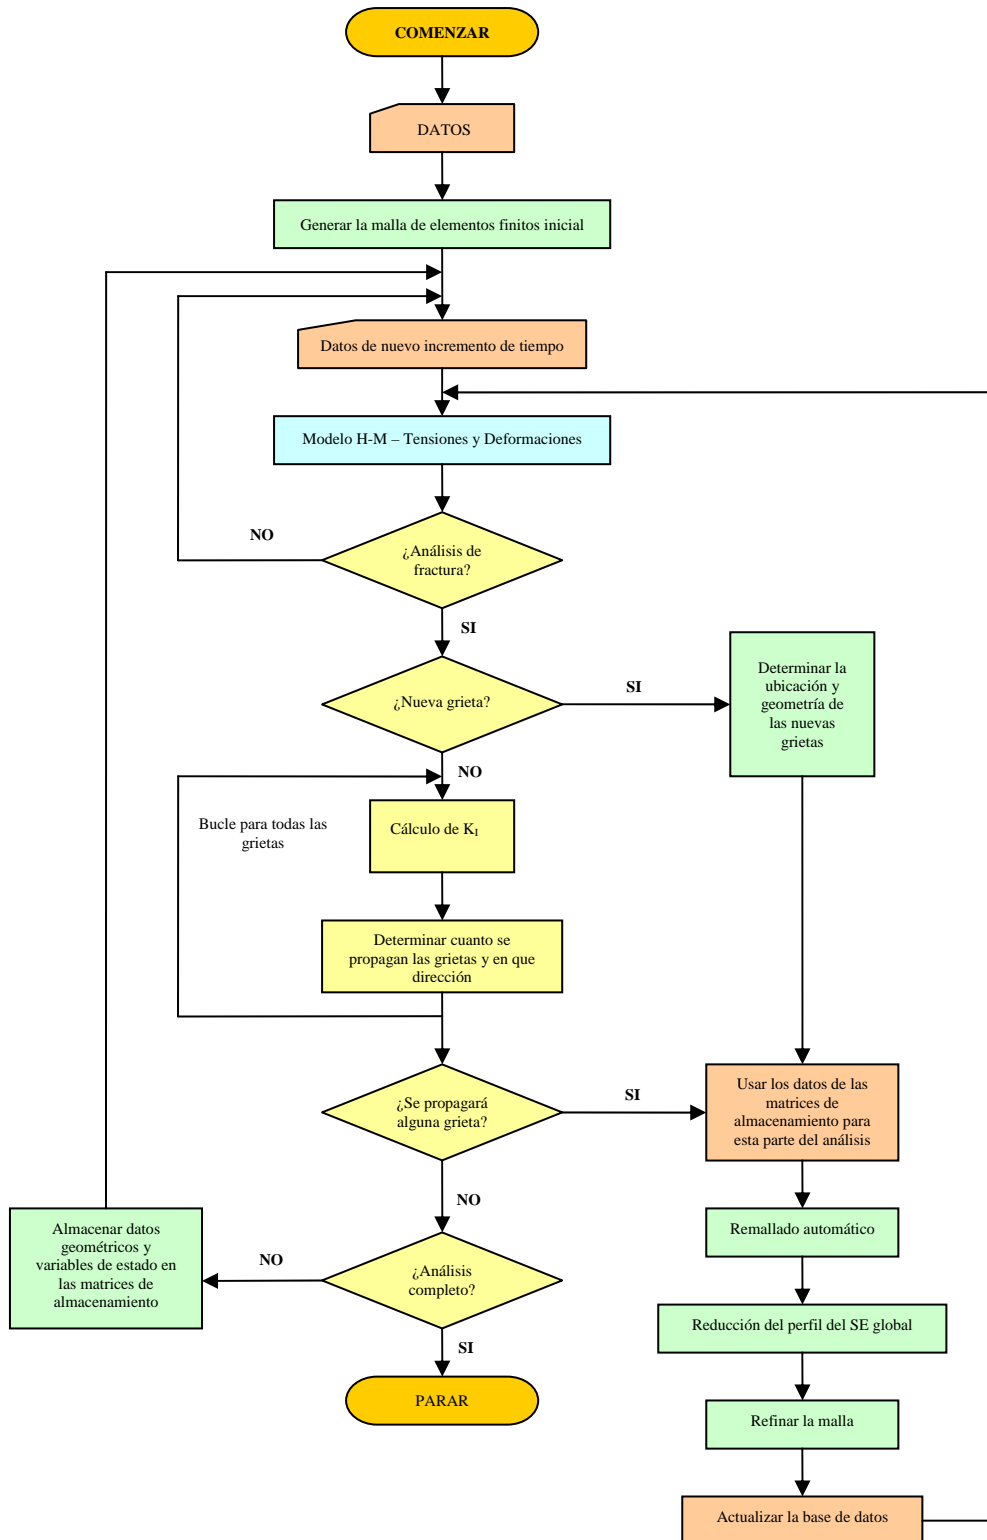 COMENZAR
DATOS
Generar la malla de elementos finitos inicial
Datos de nuevo incremento de tiempo
Modelo H-M – Tensiones y Deformaciones
¿Análisis de
fractura?
NO
SI
¿Nueva grieta?
SI
Determinar la
ubicación y
geometría de
las nuevas
grietas
NO
Bucle para todas las
grietas
Cálculo de K_I
Determinar cuanto se
propagan las grietas y en que
dirección
¿Se propagará
alguna grieta?
SI
Usar los datos de las
matrices de
almacenamiento para
esta parte del análisis
NO
Remallado automático
Almacenar datos
geométricos y
variables de estado en
las matrices de
almacenamiento
NO
¿Análisis
completo?
Reducción del perfil del SE global
SI
PARAR
Refinar la malla
Actualizar la base de datos